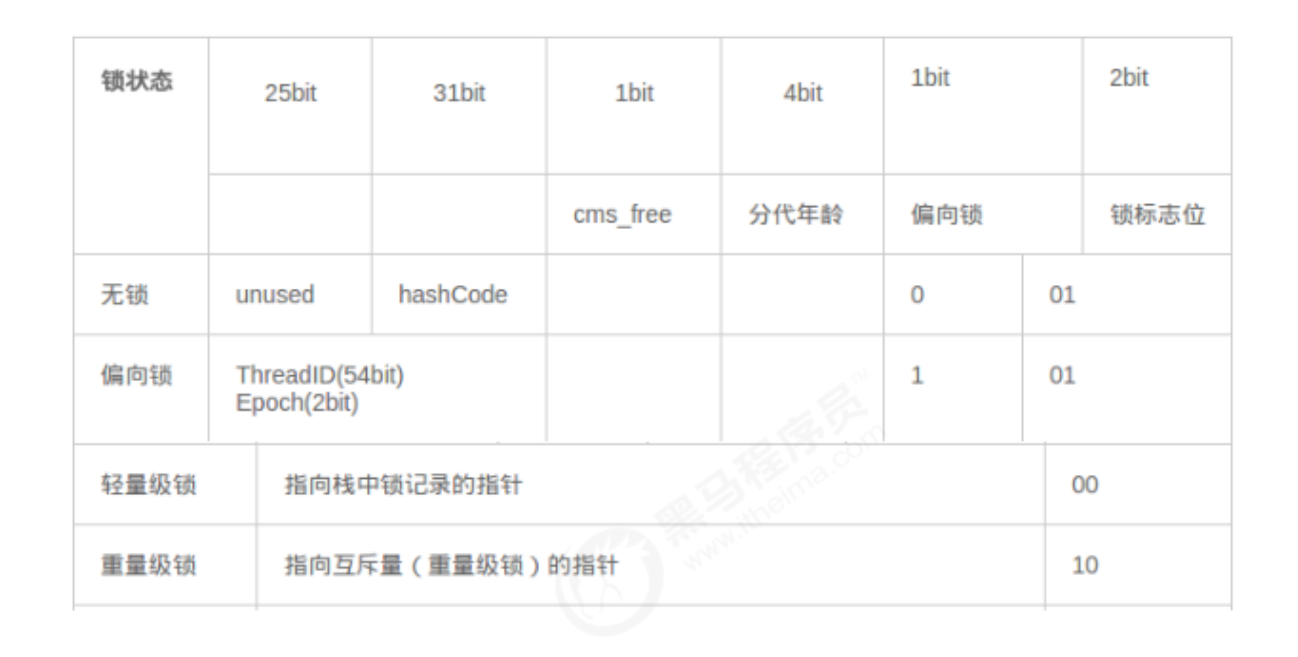 锁状态 25bit 31bit 1bit 4bit 1bit 2bit
cms_free 分代年龄 偏向锁 锁标志位
无锁 unused hashCode 0 01
偏向锁 ThreadID(54bit) 1 01
Epoch(2bit)
轻量级锁 指向栈中锁记录的指针 00
重量级锁 指向互斥量（重量级锁）的指针 10
黑马程序员™
www.itheima.com